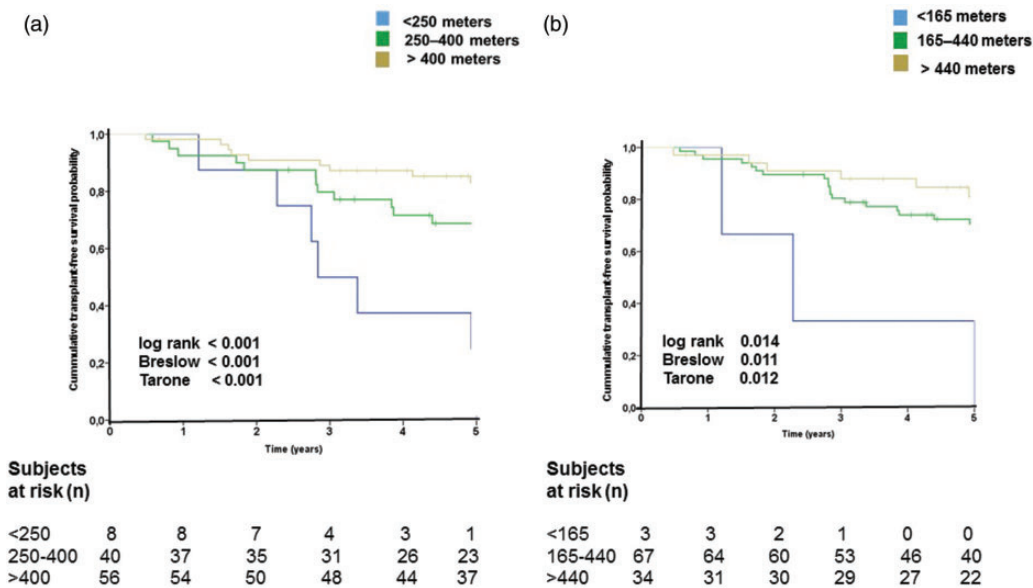 (a)
<250 meters
250–400 meters
> 400 meters
Cummulative transplant-free survival probability
1,0
0,8
0,6
0,4
0,2
0,0
log rank < 0.001
Breslow < 0.001
Tarone < 0.001
0 1 2 3 4 5
Time (years)
Subjects
at risk (n)
<250 8 8 7 4 3 1
250-400 40 37 35 31 26 23
>400 56 54 50 48 44 37
(b)
<165 meters
165–440 meters
> 440 meters
Cummulative transplant-free survival probability
1,0
0,8
0,6
0,4
0,2
0,0
log rank 0.014
Breslow 0.011
Tarone 0.012
0 1 2 3 4 5
Time (years)
Subjects
at risk (n)
<165 3 3 2 1 0 0
165-440 67 64 60 53 46 40
>440 34 31 30 29 27 22